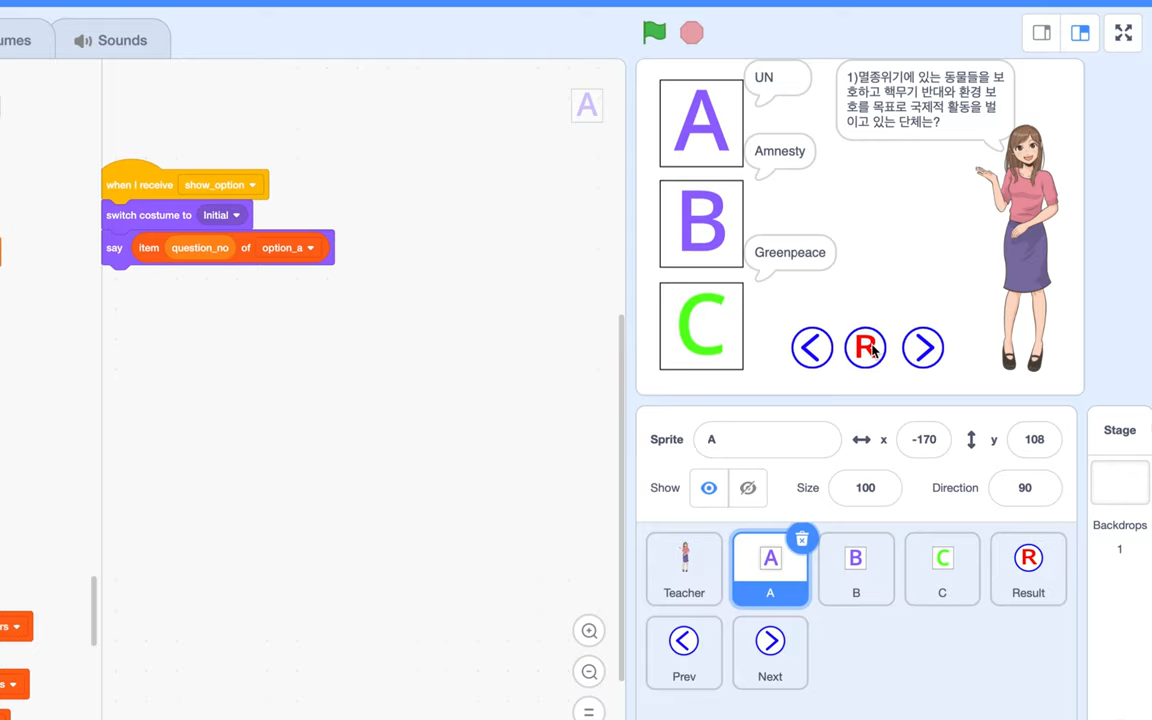 umes
Sounds
when I receive show_option
switch costume to Initial
say item question_no of option_a
A
rs
s
A
UN
1)멸종위기에 있는 동물들을 보
호하고 핵무기 반대와 환경 보
호를 목표로 국제적 활동을 벌
이고 있는 단체는?
Amnesty
B
Greenpeace
C
R
Sprite A x -170 y 108
Show Size 100 Direction 90
Stage
Backdrops
1
A B C R
Teacher A B C Result
Prev Next